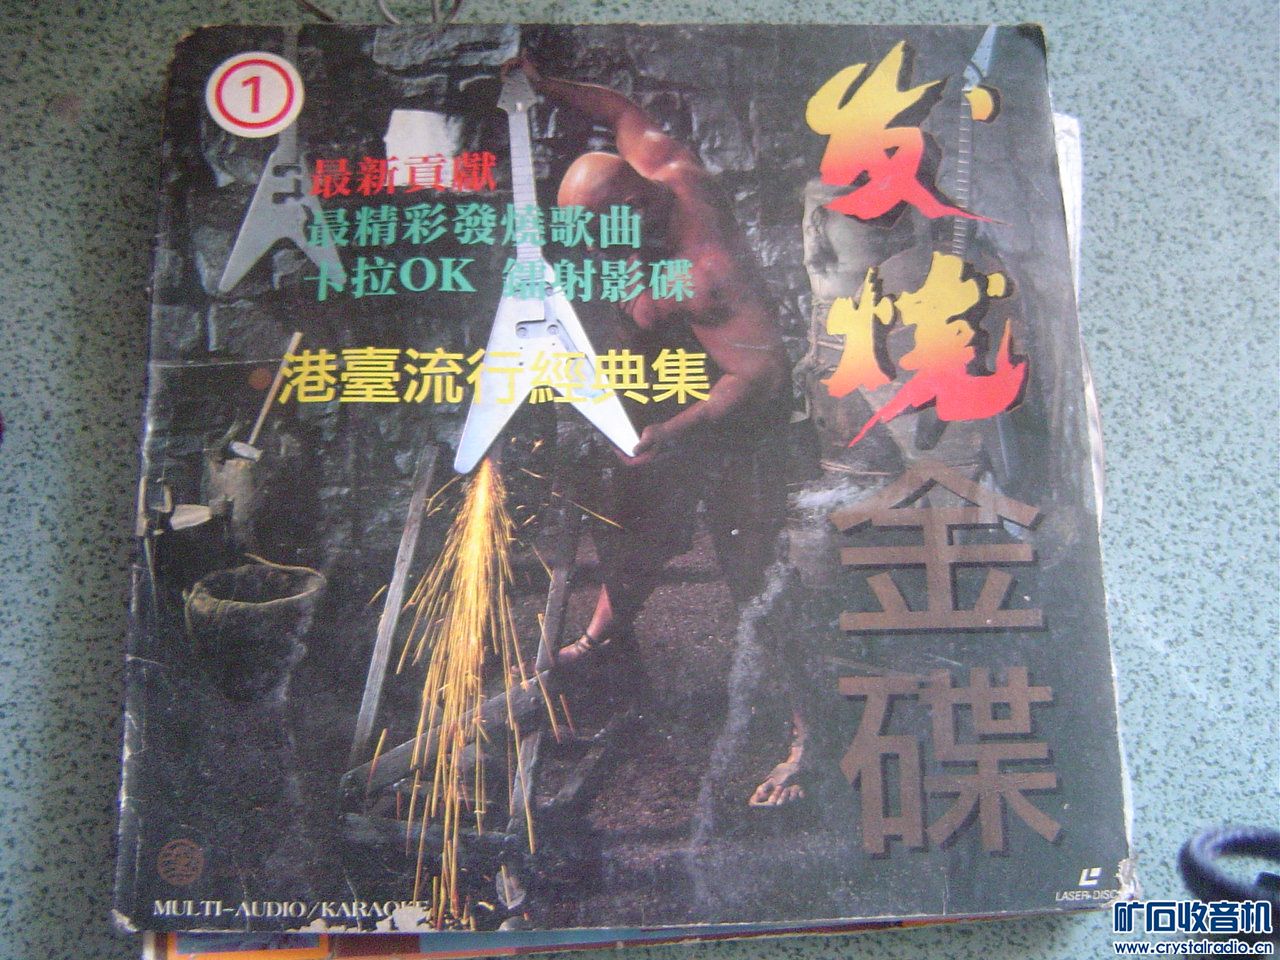 1
最新貢獻
最精彩發燒歌曲
卡拉OK 鐳射影碟
港臺流行經典集
发烧
金碟
MULTI-AUDIO/KARAOKE
LASER DISC
矿石收音机
www.crystalradio.cn